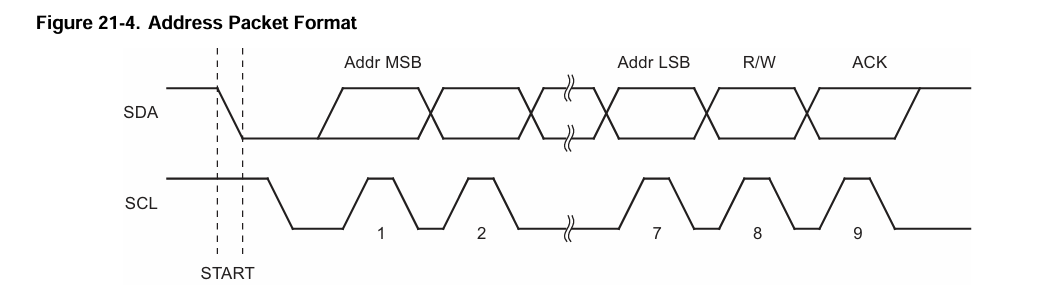 Figure 21-4. Address Packet Format
Addr MSB Addr LSB R/W ACK
SDA
SCL
1 2 7 8 9
START